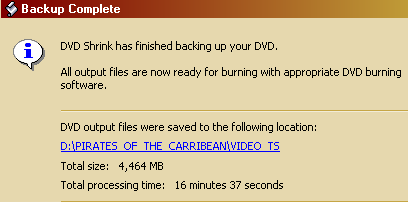 Backup Complete
DVD Shrink has finished backing up your DVD.
All output files are now ready for burning with appropriate DVD burning
software.
DVD output files were saved to the following location:
D:\PIRATES_OF_THE_CARRIBEAN\VIDEO_TS
Total size: 4,464 MB
Total processing time: 16 minutes 37 seconds